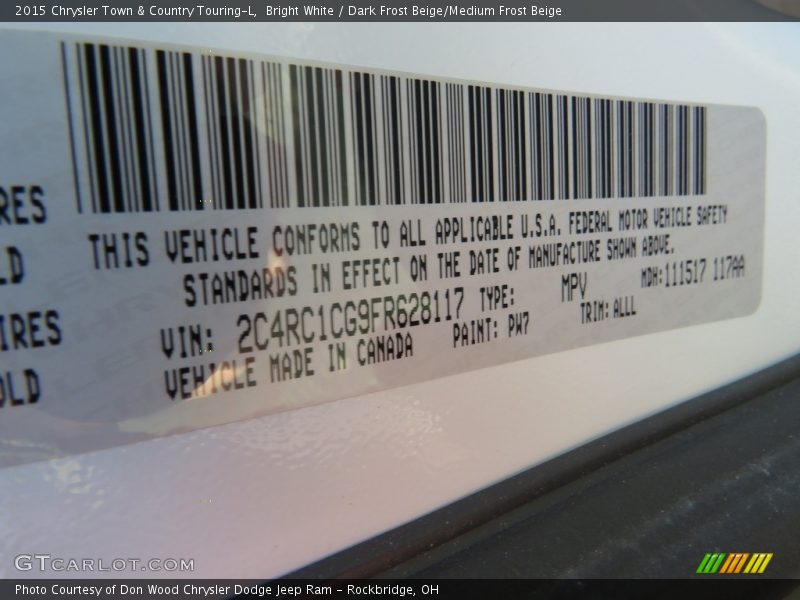 2015 Chrysler Town & Country Touring-L,  Bright White / Dark Frost Beige/Medium Frost Beige
RES
LD
IRES
OLD
THIS VEHICLE CONFORMS TO ALL APPLICABLE U.S.A. FEDERAL MOTOR VEHICLE SAFETY
STANDARDS IN EFFECT ON THE DATE OF MANUFACTURE SHOWN ABOVE.
VIN: 2C4RC1CG9FR628117 TYPE: MPV MDH:111517 117AA
VEHICLE MADE IN CANADA PAINT: PW7 TRIM: ALLL
GTCARLOT.COM
Photo Courtesy of Don Wood Chrysler Dodge Jeep Ram - Rockbridge, OH